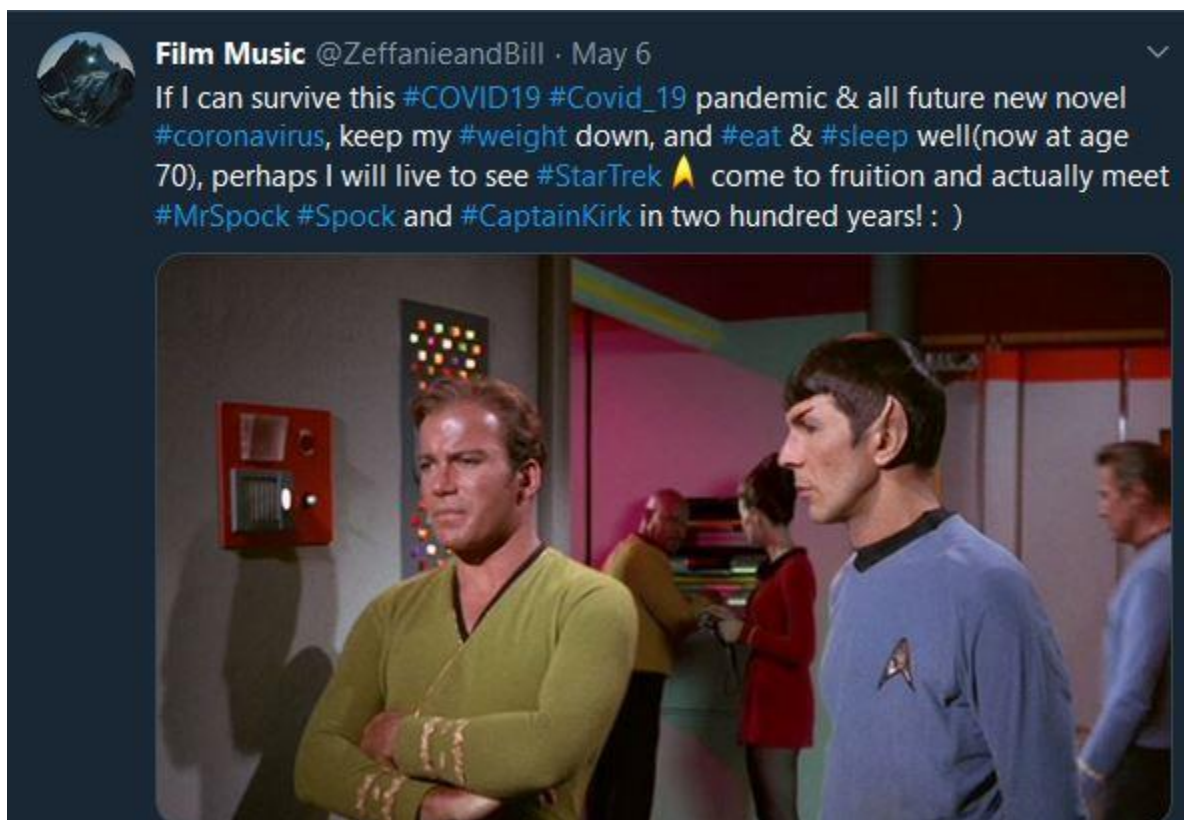 Film Music @ZeffanieandBill · May 6
If I can survive this #COVID19 #Covid_19 pandemic & all future new novel
#coronavirus, keep my #weight down, and #eat & #sleep well(now at age
70), perhaps I will live to see #StarTrek come to fruition and actually meet
#MrSpock #Spock and #CaptainKirk in two hundred years! : )